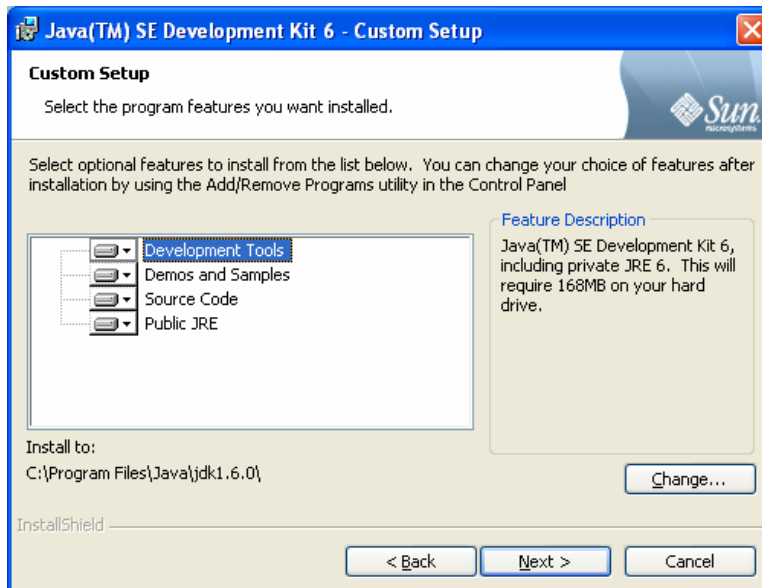 Java(TM) SE Development Kit 6 - Custom Setup
Custom Setup
Select the program features you want installed.
Sun
microsystems
Select optional features to install from the list below. You can change your choice of features after
installation by using the Add/Remove Programs utility in the Control Panel
Development Tools
Demos and Samples
Source Code
Public JRE
Feature Description
Java(TM) SE Development Kit 6,
including private JRE 6. This will
require 168MB on your hard
drive.
Install to:
C:\Program Files\Java\jdk1.6.0\
Change...
InstallShield
< Back
Next >
Cancel